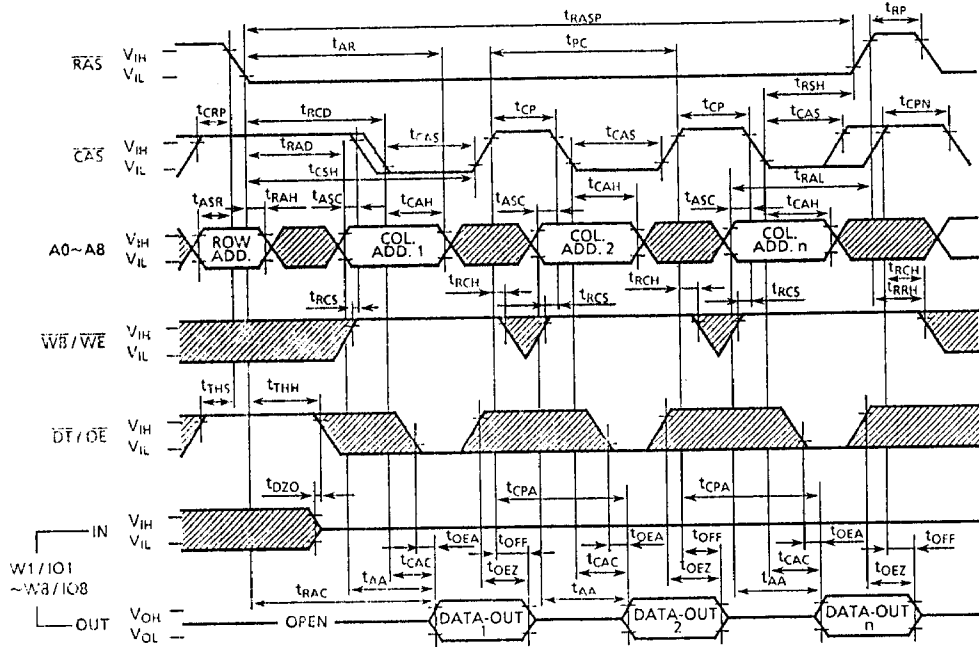 tRASP
tRP
tAR
tPC
RAS
VIH
VIL
tRSH
tCRP
tRCD
tCP
tCP
tCAS
tCPN
CAS
VIH
VIL
tCAS
tCAS
tRAD
tCSH
tRAL
tASR
tRAH
tASC
tCAH
tASC
tCAH
tASC
tCAH
A0~A8
VIH
VIL
ROW ADD.
COL. ADD. 1
COL. ADD. 2
COL. ADD. n
tRCS
tRCH
tRCS
tRCH
tRCS
tRCH
tRRH
WB/WE
VIH
VIL
tTHS
tTHH
DT/OE
VIH
VIL
tDZO
tCPA
tCPA
IN
VIH
VIL
tOEA
tOFF
tOEA
tOFF
tOEA
tOFF
W1/IO1
~W8/IO8
tCAC
tOEZ
tCAC
tOEZ
tCAC
tOEZ
tRAC
tAA
tAA
tAA
OUT
VOH
VOL
OPEN
DATA-OUT 1
DATA-OUT 2
DATA-OUT n